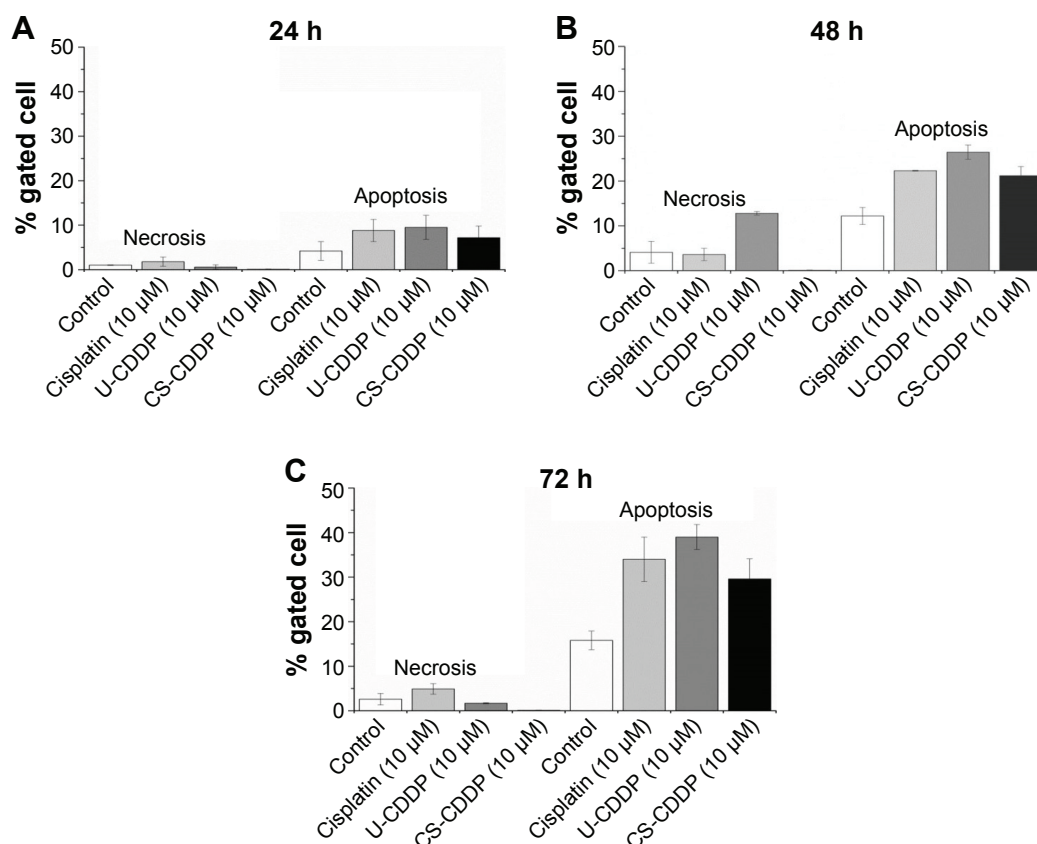 A
24 h
% gated cell
50
40
30
20
10
0
Necrosis
Apoptosis
Control
Cisplatin (10 µM)
U-CDDP (10 µM)
CS-CDDP (10 µM)
Control
Cisplatin (10 µM)
U-CDDP (10 µM)
CS-CDDP (10 µM)
B
48 h
% gated cell
50
40
30
20
10
0
Necrosis
Apoptosis
Control
Cisplatin (10 µM)
U-CDDP (10 µM)
CS-CDDP (10 µM)
Control
Cisplatin (10 µM)
U-CDDP (10 µM)
CS-CDDP (10 µM)
C
72 h
% gated cell
50
40
30
20
10
0
Necrosis
Apoptosis
Control
Cisplatin (10 µM)
U-CDDP (10 µM)
CS-CDDP (10 µM)
Control
Cisplatin (10 µM)
U-CDDP (10 µM)
CS-CDDP (10 µM)